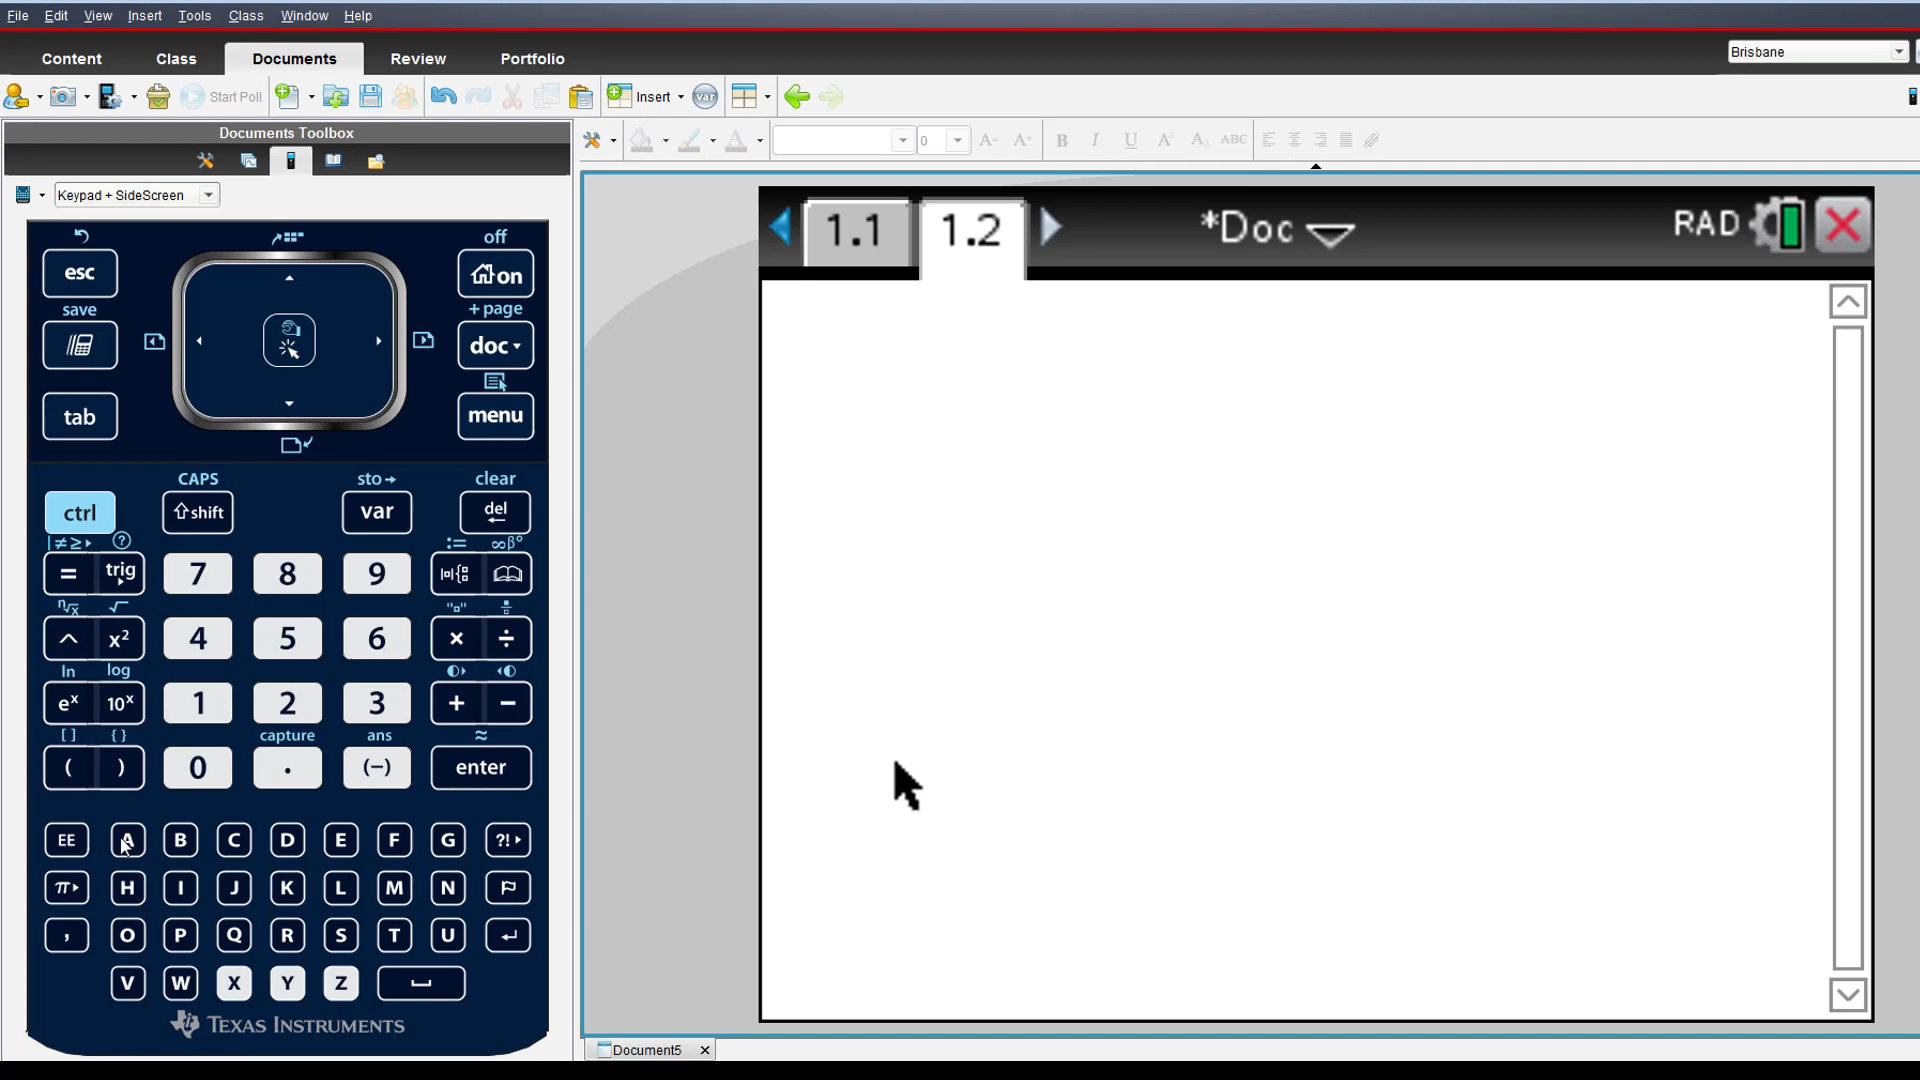 File Edit View Insert Tools Class Window Help
Content Class Documents Review Portfolio Brisbane
Start Poll Insert var
Documents Toolbox
0 B I U A A ABC
Keypad + SideScreen
1.1 1.2 *Doc RAD
off
esc on
save + page
doc
tab menu
CAPS sto→ clear
ctrl ⇧shift var del
|≠≥▸ ? := ∞β°
= trig 7 8 9 |▫|{
ⁿ√x √ "▫"
^ x² 4 5 6 × ÷
ln log
eˣ 10ˣ 1 2 3 + −
[ ] { } capture ans ≈
( ) 0 . (−) enter
EE A B C D E F G ?!▸
π▸ H I J K L M N
, O P Q R S T U
V W X Y Z
TEXAS INSTRUMENTS
Document5